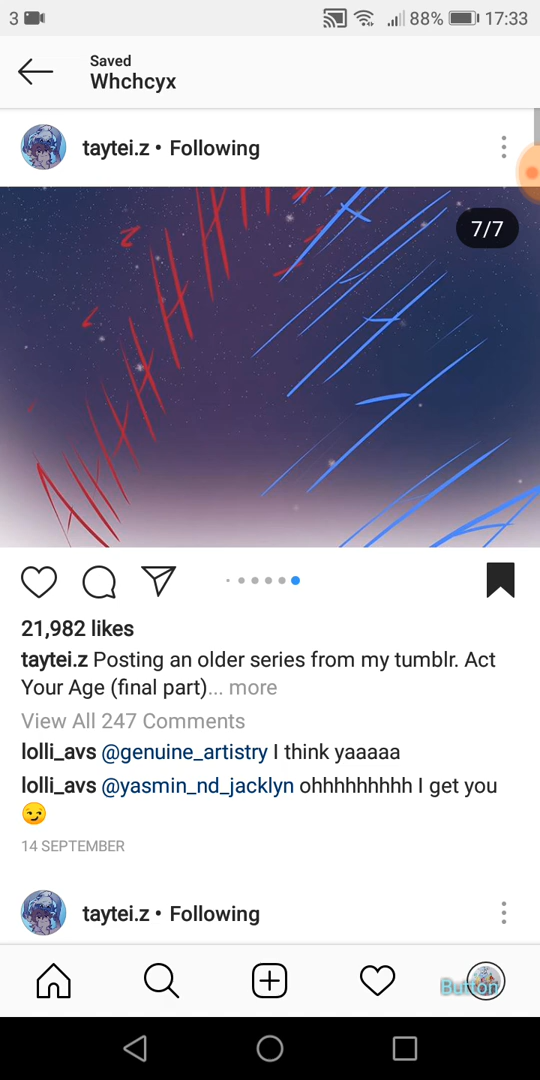 3 88% 17:33
Saved
Whchcyx
taytei.z • Following
7/7
21,982 likes
taytei.z Posting an older series from my tumblr. Act
Your Age (final part)... more
View All 247 Comments
lolli_avs @genuine_artistry I think yaaaaa
lolli_avs @yasmin_nd_jacklyn ohhhhhhhhh I get you
😏
14 SEPTEMBER
taytei.z • Following
Button